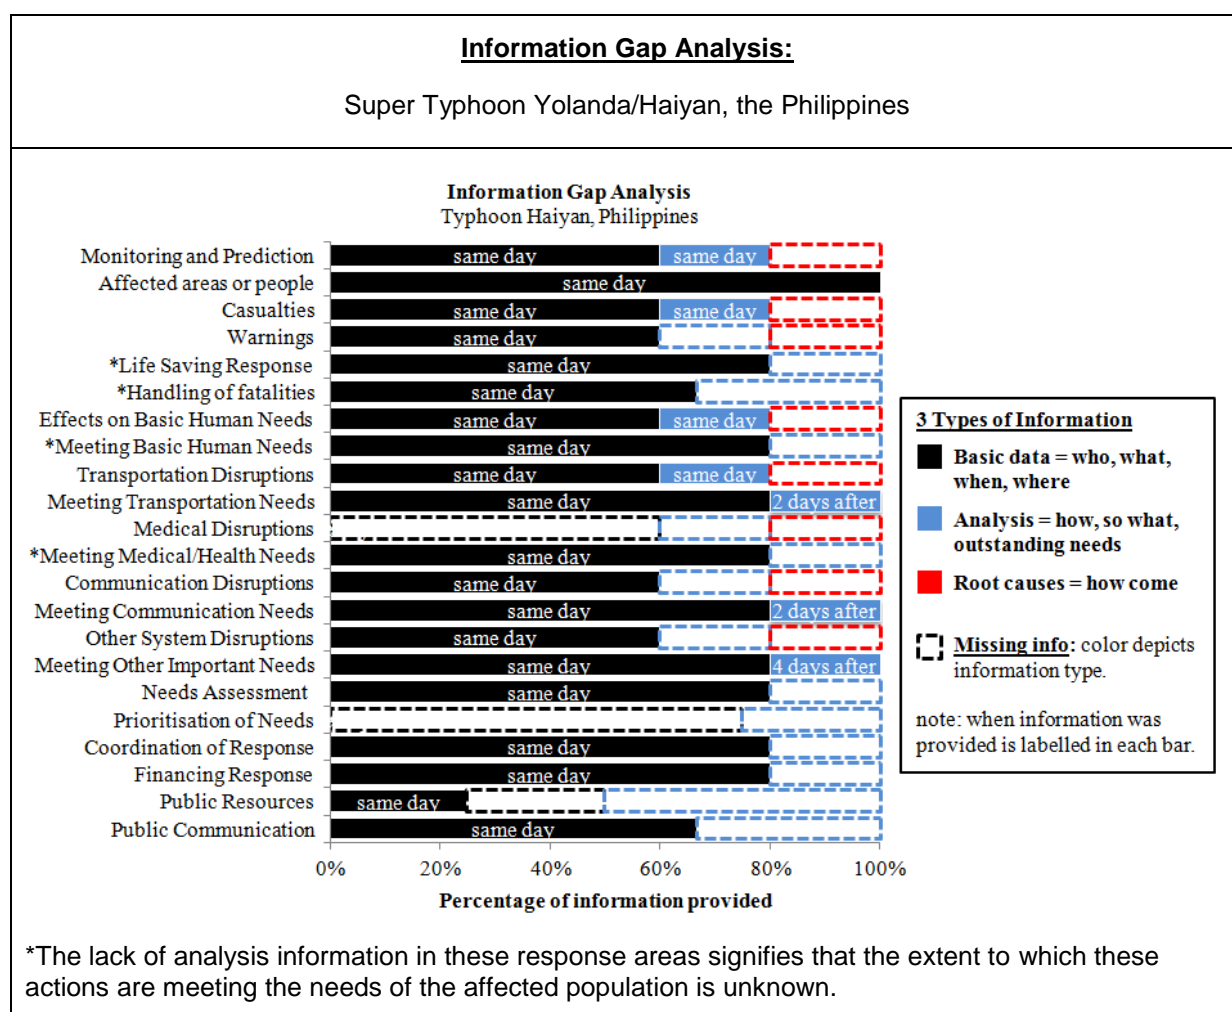 Information Gap Analysis:
Super Typhoon Yolanda/Haiyan, the Philippines
Information Gap Analysis
Typhoon Haiyan, Philippines
Monitoring and Prediction same day same day
Affected areas or people same day
Casualties same day same day
Warnings same day
*Life Saving Response same day
*Handling of fatalities same day
Effects on Basic Human Needs same day same day
*Meeting Basic Human Needs same day
Transportation Disruptions same day same day
Meeting Transportation Needs same day 2 days after
Medical Disruptions
*Meeting Medical/Health Needs same day
Communication Disruptions same day
Meeting Communication Needs same day 2 days after
Other System Disruptions same day
Meeting Other Important Needs same day 4 days after
Needs Assessment same day
Prioritisation of Needs
Coordination of Response same day
Financing Response same day
Public Resources same day
Public Communication same day
0% 20% 40% 60% 80% 100%
Percentage of information provided
3 Types of Information
Basic data = who, what,
when, where
Analysis = how, so what,
outstanding needs
Root causes = how come
Missing info: color depicts
information type.
note: when information was
provided is labelled in each bar.
*The lack of analysis information in these response areas signifies that the extent to which these
actions are meeting the needs of the affected population is unknown.